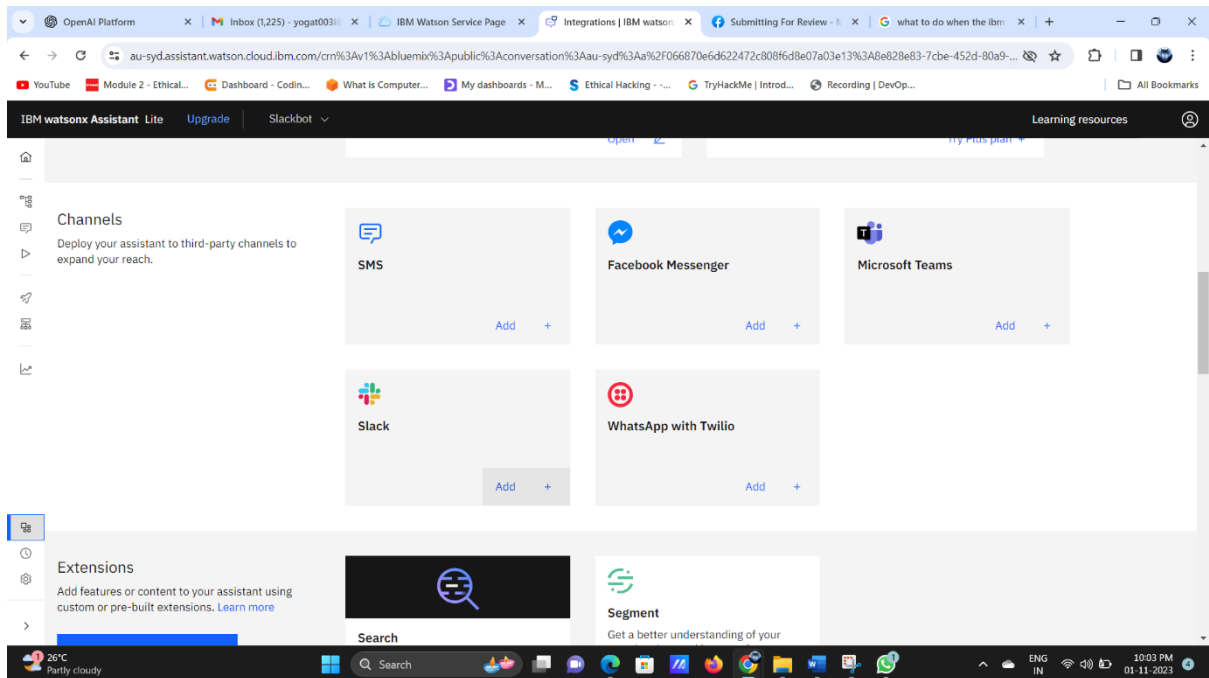 OpenAI Platform
Inbox (1,225) - yogat003@
IBM Watson Service Page
Integrations | IBM watson
Submitting For Review - M
what to do when the ibm
au-syd.assistant.watson.cloud.ibm.com/crn%3Av1%3Abluemix%3Apublic%3Aconversation%3Aau-syd%3Aa%2F066870e6d622472c808f6d8e07a03e13%3A8e828e83-7cbe-452d-80a9-...
YouTube
Module 2 - Ethical...
Dashboard - Codin...
What is Computer...
My dashboards - M...
Ethical Hacking - -...
TryHackMe | Introd...
Recording | DevOp...
All Bookmarks
IBM watsonx Assistant Lite
Upgrade
Slackbot
Learning resources
Open
Try Plus plan +
Channels
Deploy your assistant to third-party channels to
expand your reach.
SMS
Add +
Facebook Messenger
Add +
Microsoft Teams
Add +
Slack
Add +
WhatsApp with Twilio
Add +
Extensions
Add features or content to your assistant using
custom or pre-built extensions. Learn more
Search
Segment
Get a better understanding of your
1
26°C
Partly cloudy
Search
ENG
IN
10:03 PM
01-11-2023
4